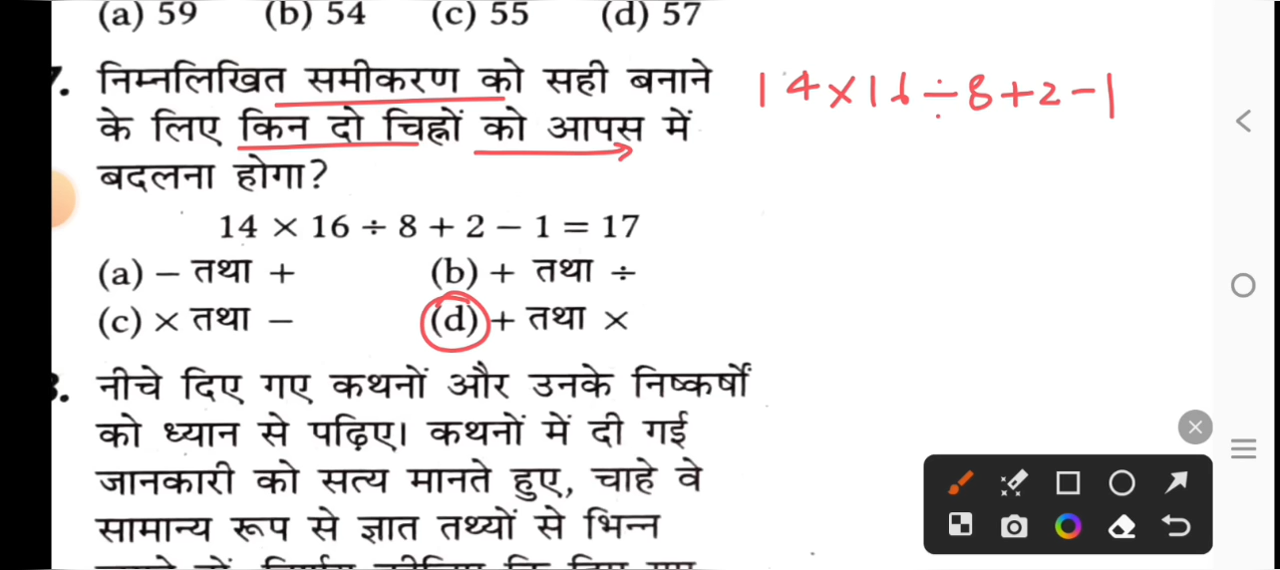 (a) 59 (b) 54 (c) 55 (d) 57
7. निम्नलिखित समीकरण को सही बनाने
के लिए किन दो चिह्नों को आपस में
बदलना होगा?
14 × 16 ÷ 8 + 2 − 1 = 17
(a) − तथा + (b) + तथा ÷
(c) × तथा − (d) + तथा ×
14×16÷8+2-1
3. नीचे दिए गए कथनों और उनके निष्कर्षों
को ध्यान से पढ़िए। कथनों में दी गई
जानकारी को सत्य मानते हुए, चाहे वे
सामान्य रूप से ज्ञात तथ्यों से भिन्न